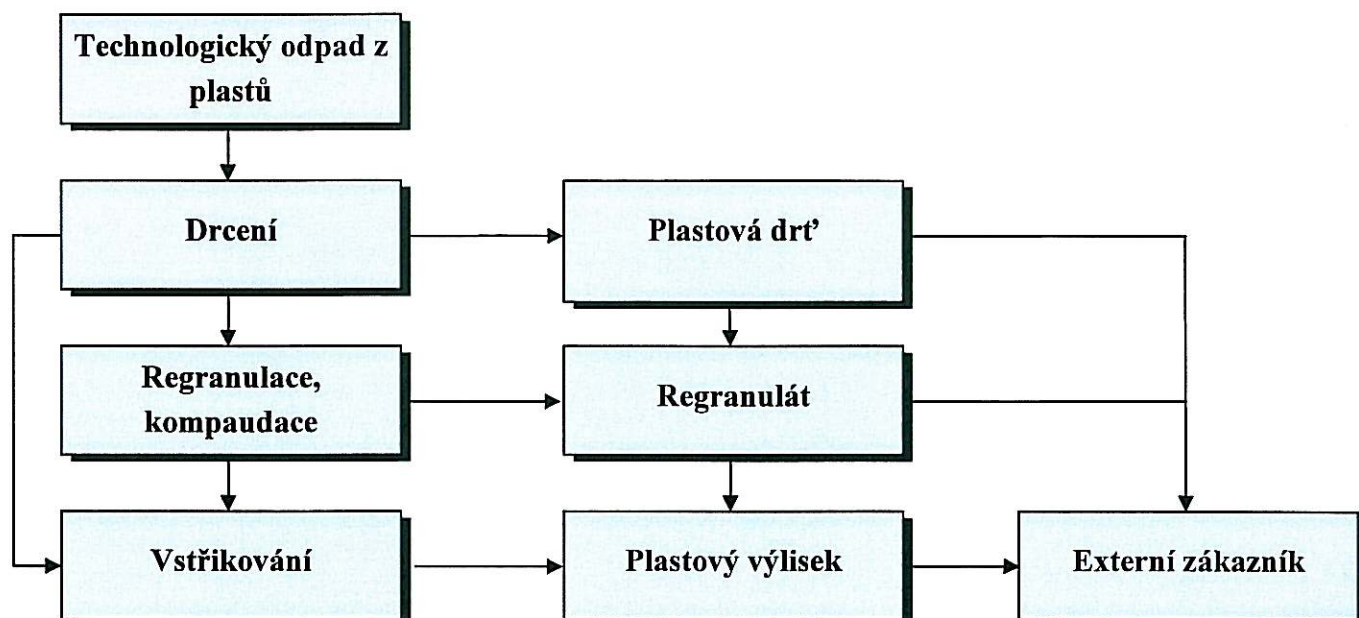 Technologický odpad z
plastů
Drcení
Plastová drť
Regranulace,
kompaudace
Regranulát
Vstřikování
Plastový výlisek
Externí zákazník